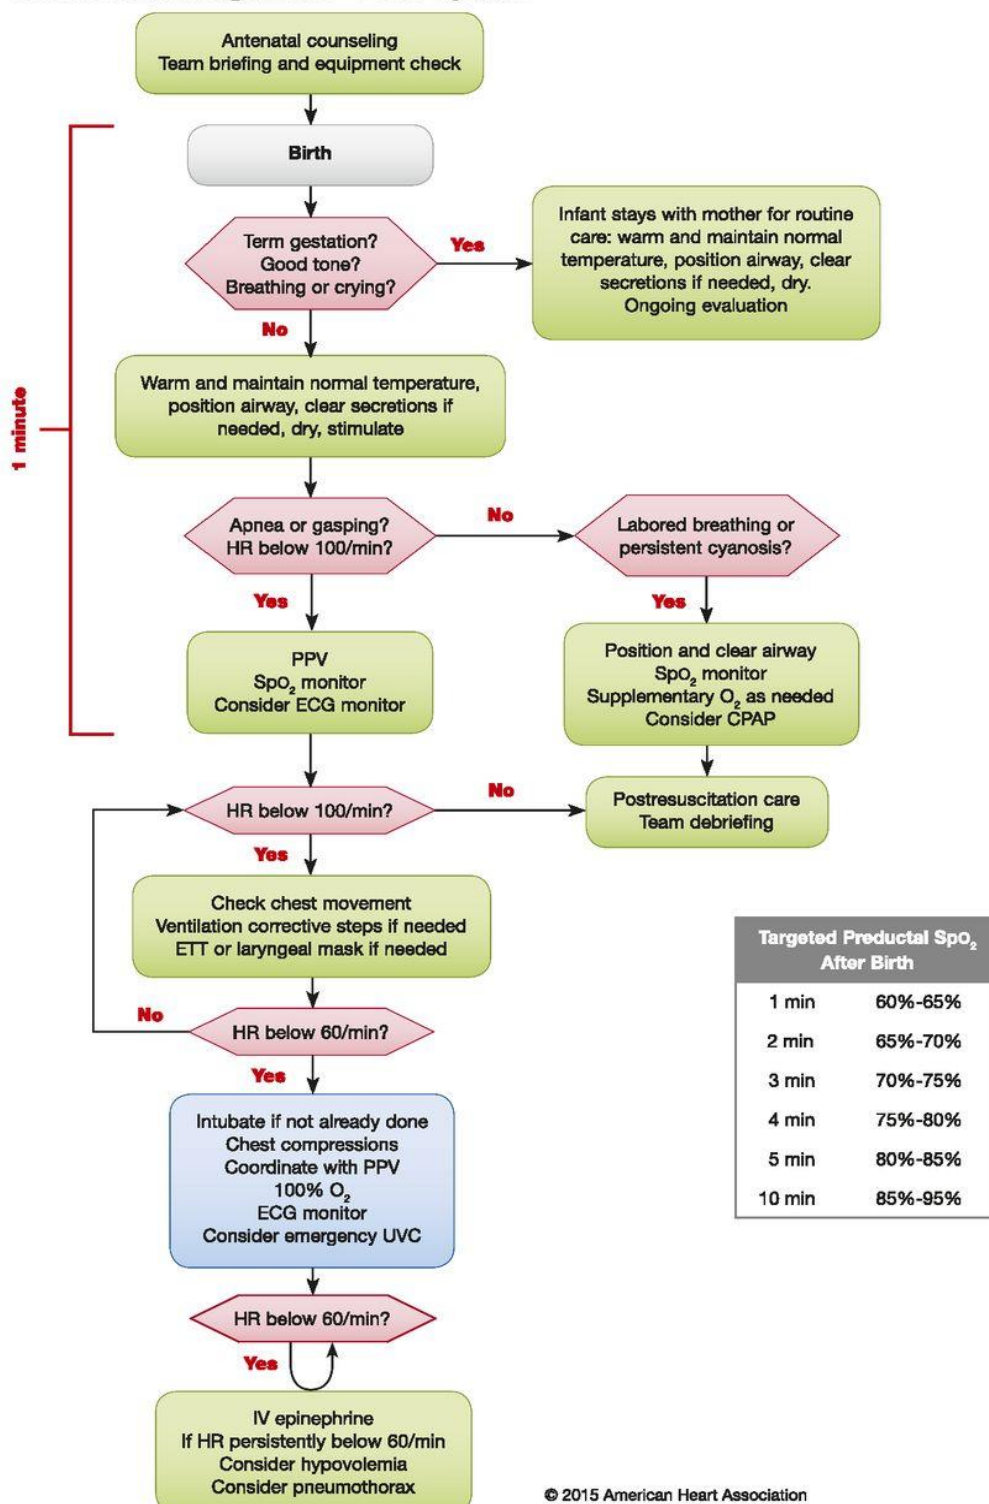 Antenatal counseling
Team briefing and equipment check
1 minute
Birth
Term gestation?
Good tone?
Breathing or crying?
Yes
Infant stays with mother for routine
care: warm and maintain normal
temperature, position airway, clear
secretions if needed, dry.
Ongoing evaluation
No
Warm and maintain normal temperature,
position airway, clear secretions if
needed, dry, stimulate
Apnea or gasping?
HR below 100/min?
No
Labored breathing or
persistent cyanosis?
Yes
Yes
PPV
SpO₂ monitor
Consider ECG monitor
Position and clear airway
SpO₂ monitor
Supplementary O₂ as needed
Consider CPAP
HR below 100/min?
No
Postresuscitation care
Team debriefing
Yes
Check chest movement
Ventilation corrective steps if needed
ETT or laryngeal mask if needed
HR below 60/min?
No
Yes
Intubate if not already done
Chest compressions
Coordinate with PPV
100% O₂
ECG monitor
Consider emergency UVC
HR below 60/min?
Yes
IV epinephrine
If HR persistently below 60/min
Consider hypovolemia
Consider pneumothorax
Targeted Preductal SpO₂
After Birth
1 min 60%-65%
2 min 65%-70%
3 min 70%-75%
4 min 75%-80%
5 min 80%-85%
10 min 85%-95%
© 2015 American Heart Association